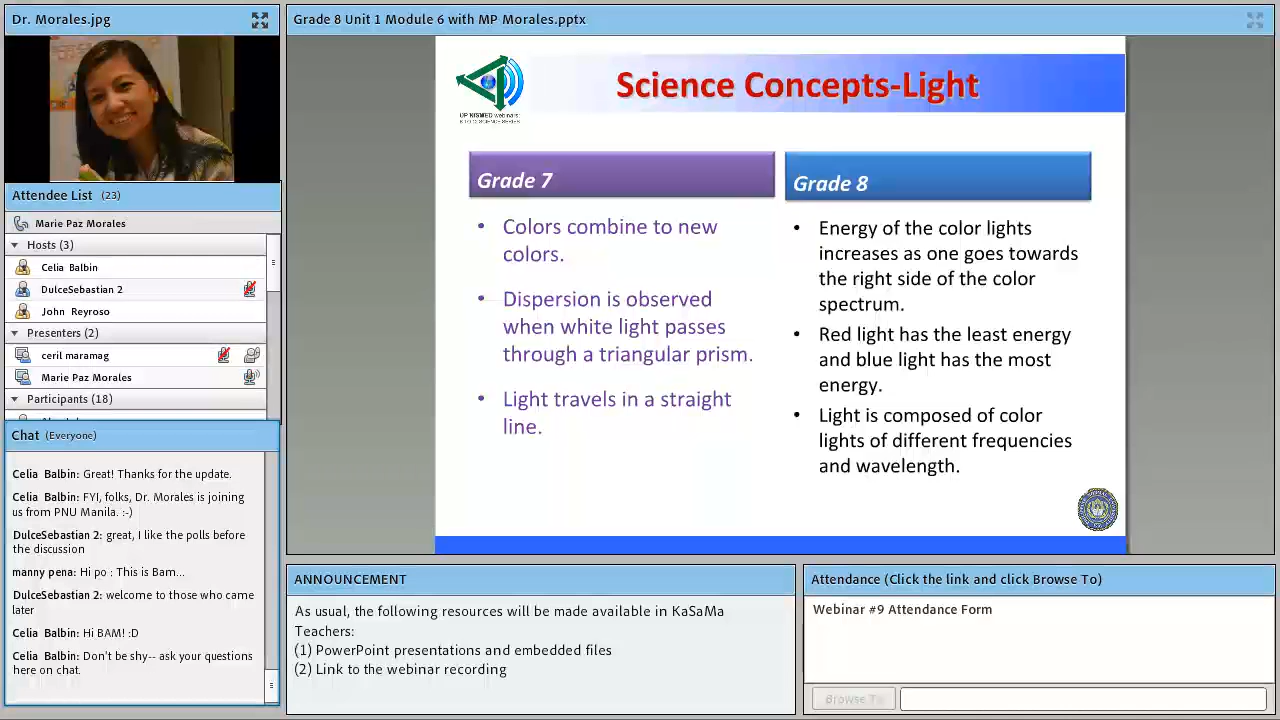 Dr. Morales.jpg
Attendee List (23)
Marie Paz Morales
Hosts (3)
Celia Balbin
DulceSebastian 2
John Reyroso
Presenters (2)
ceril maramag
Marie Paz Morales
Participants (18)
Chat (Everyone)
Celia Balbin: Great! Thanks for the update.
Celia Balbin: FYI, folks, Dr. Morales is joining
us from PNU Manila. :-)
DulceSebastian 2: great, I like the polls before
the discussion
manny pena: Hi po : This is Bam...
DulceSebastian 2: welcome to those who came
later
Celia Balbin: Hi BAM! :D
Celia Balbin: Don't be shy-- ask your questions
here on chat.
Grade 8 Unit 1 Module 6 with MP Morales.pptx
UP NISMED webinars:
K TO 12 SCIENCE SERIES
Science Concepts-Light
Grade 7
• Colors combine to new
colors.
• Dispersion is observed
when white light passes
through a triangular prism.
• Light travels in a straight
line.
Grade 8
• Energy of the color lights
increases as one goes towards
the right side of the color
spectrum.
• Red light has the least energy
and blue light has the most
energy.
• Light is composed of color
lights of different frequencies
and wavelength.
ANNOUNCEMENT
As usual, the following resources will be made available in KaSaMa
Teachers:
(1) PowerPoint presentations and embedded files
(2) Link to the webinar recording
Attendance (Click the link and click Browse To)
Webinar #9 Attendance Form
Browse To